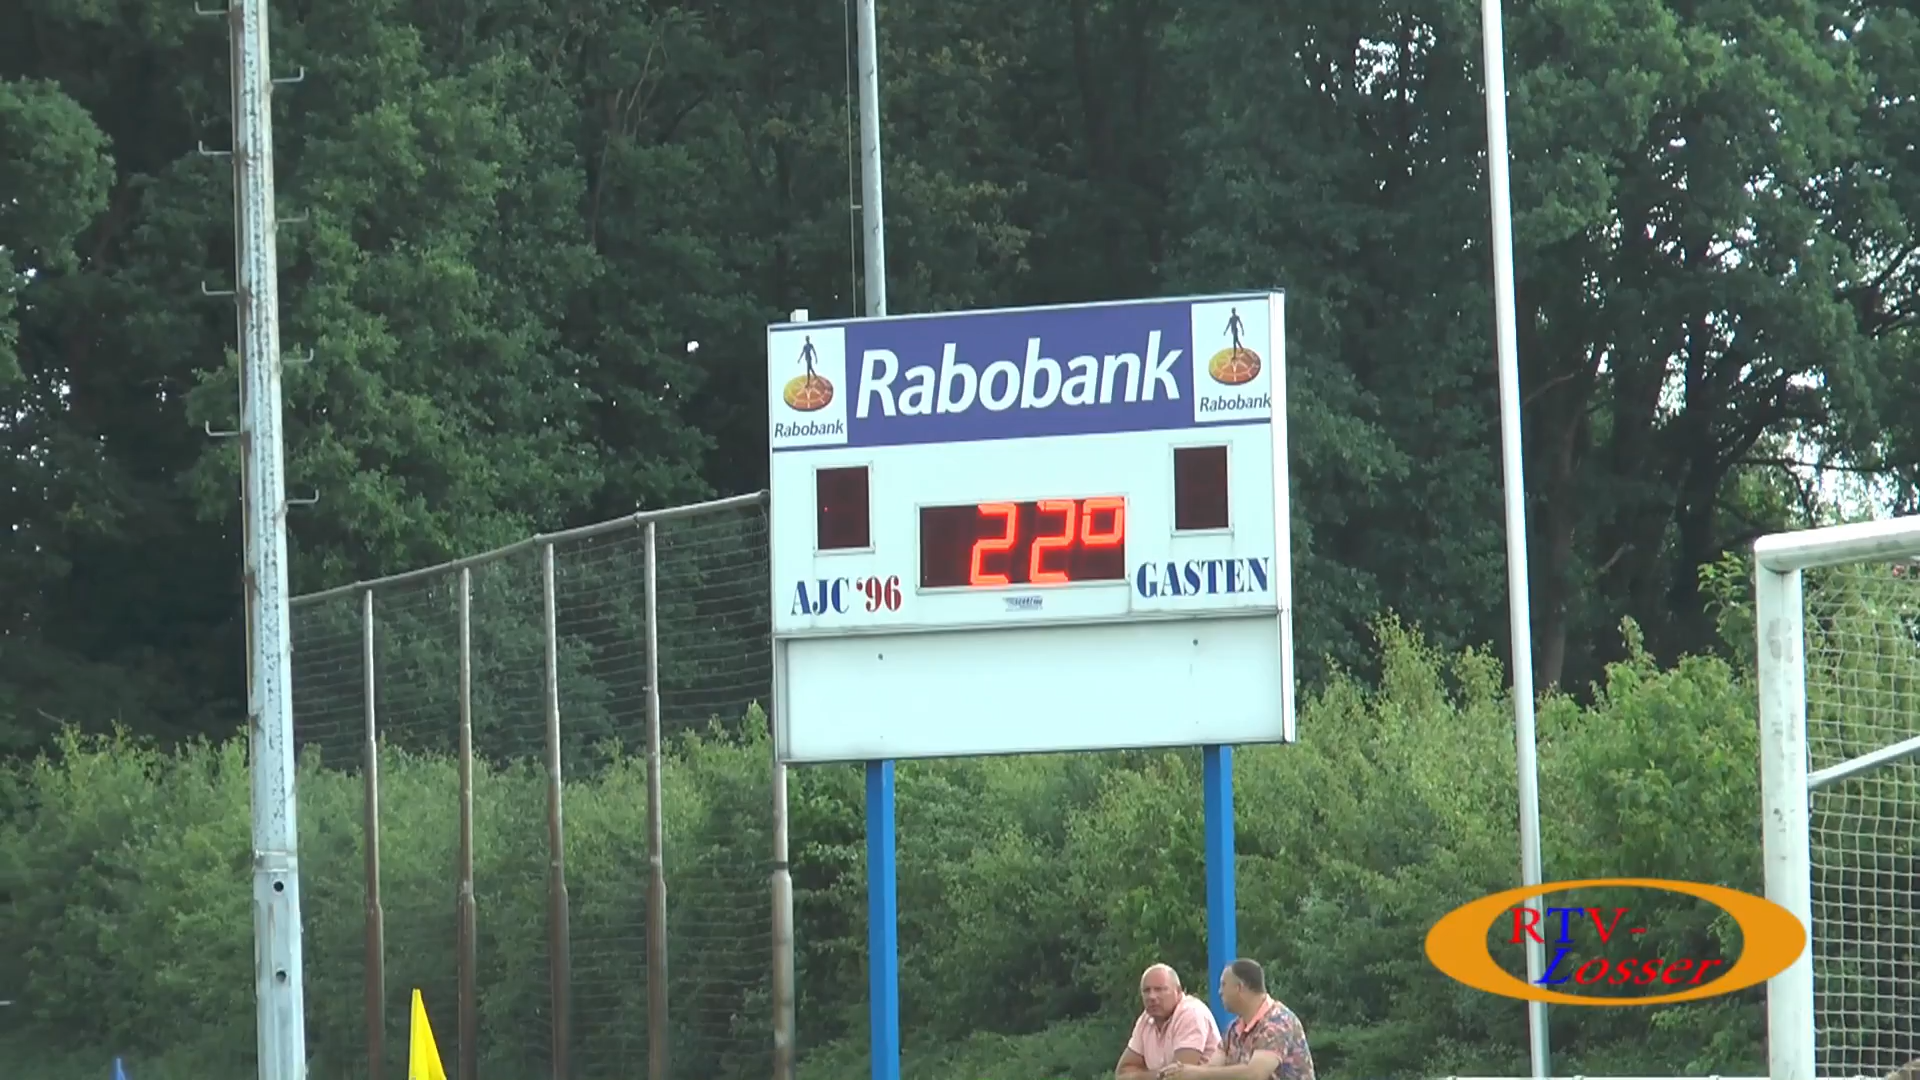 Rabobank
Rabobank
Rabobank
22°
AJC '96
GASTEN
RTV-
Losser